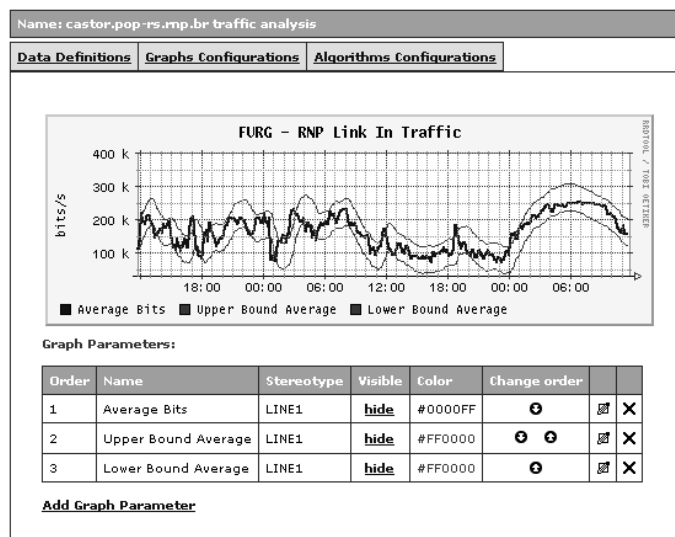 Name: castor.pop-rs.rnp.br traffic analysis
Data Definitions Graphs Configurations Algorithms Configurations
FURG - RNP Link In Traffic
RRDTOOL / TOBI OETIKER
bits/s
400 k
300 k
200 k
100 k
18:00 00:00 06:00 12:00 18:00 00:00 06:00
Average Bits Upper Bound Average Lower Bound Average
Graph Parameters:
Order Name Stereotype Visible Color Change order
1 Average Bits LINE1 hide #0000FF
2 Upper Bound Average LINE1 hide #FF0000
3 Lower Bound Average LINE1 hide #FF0000
Add Graph Parameter